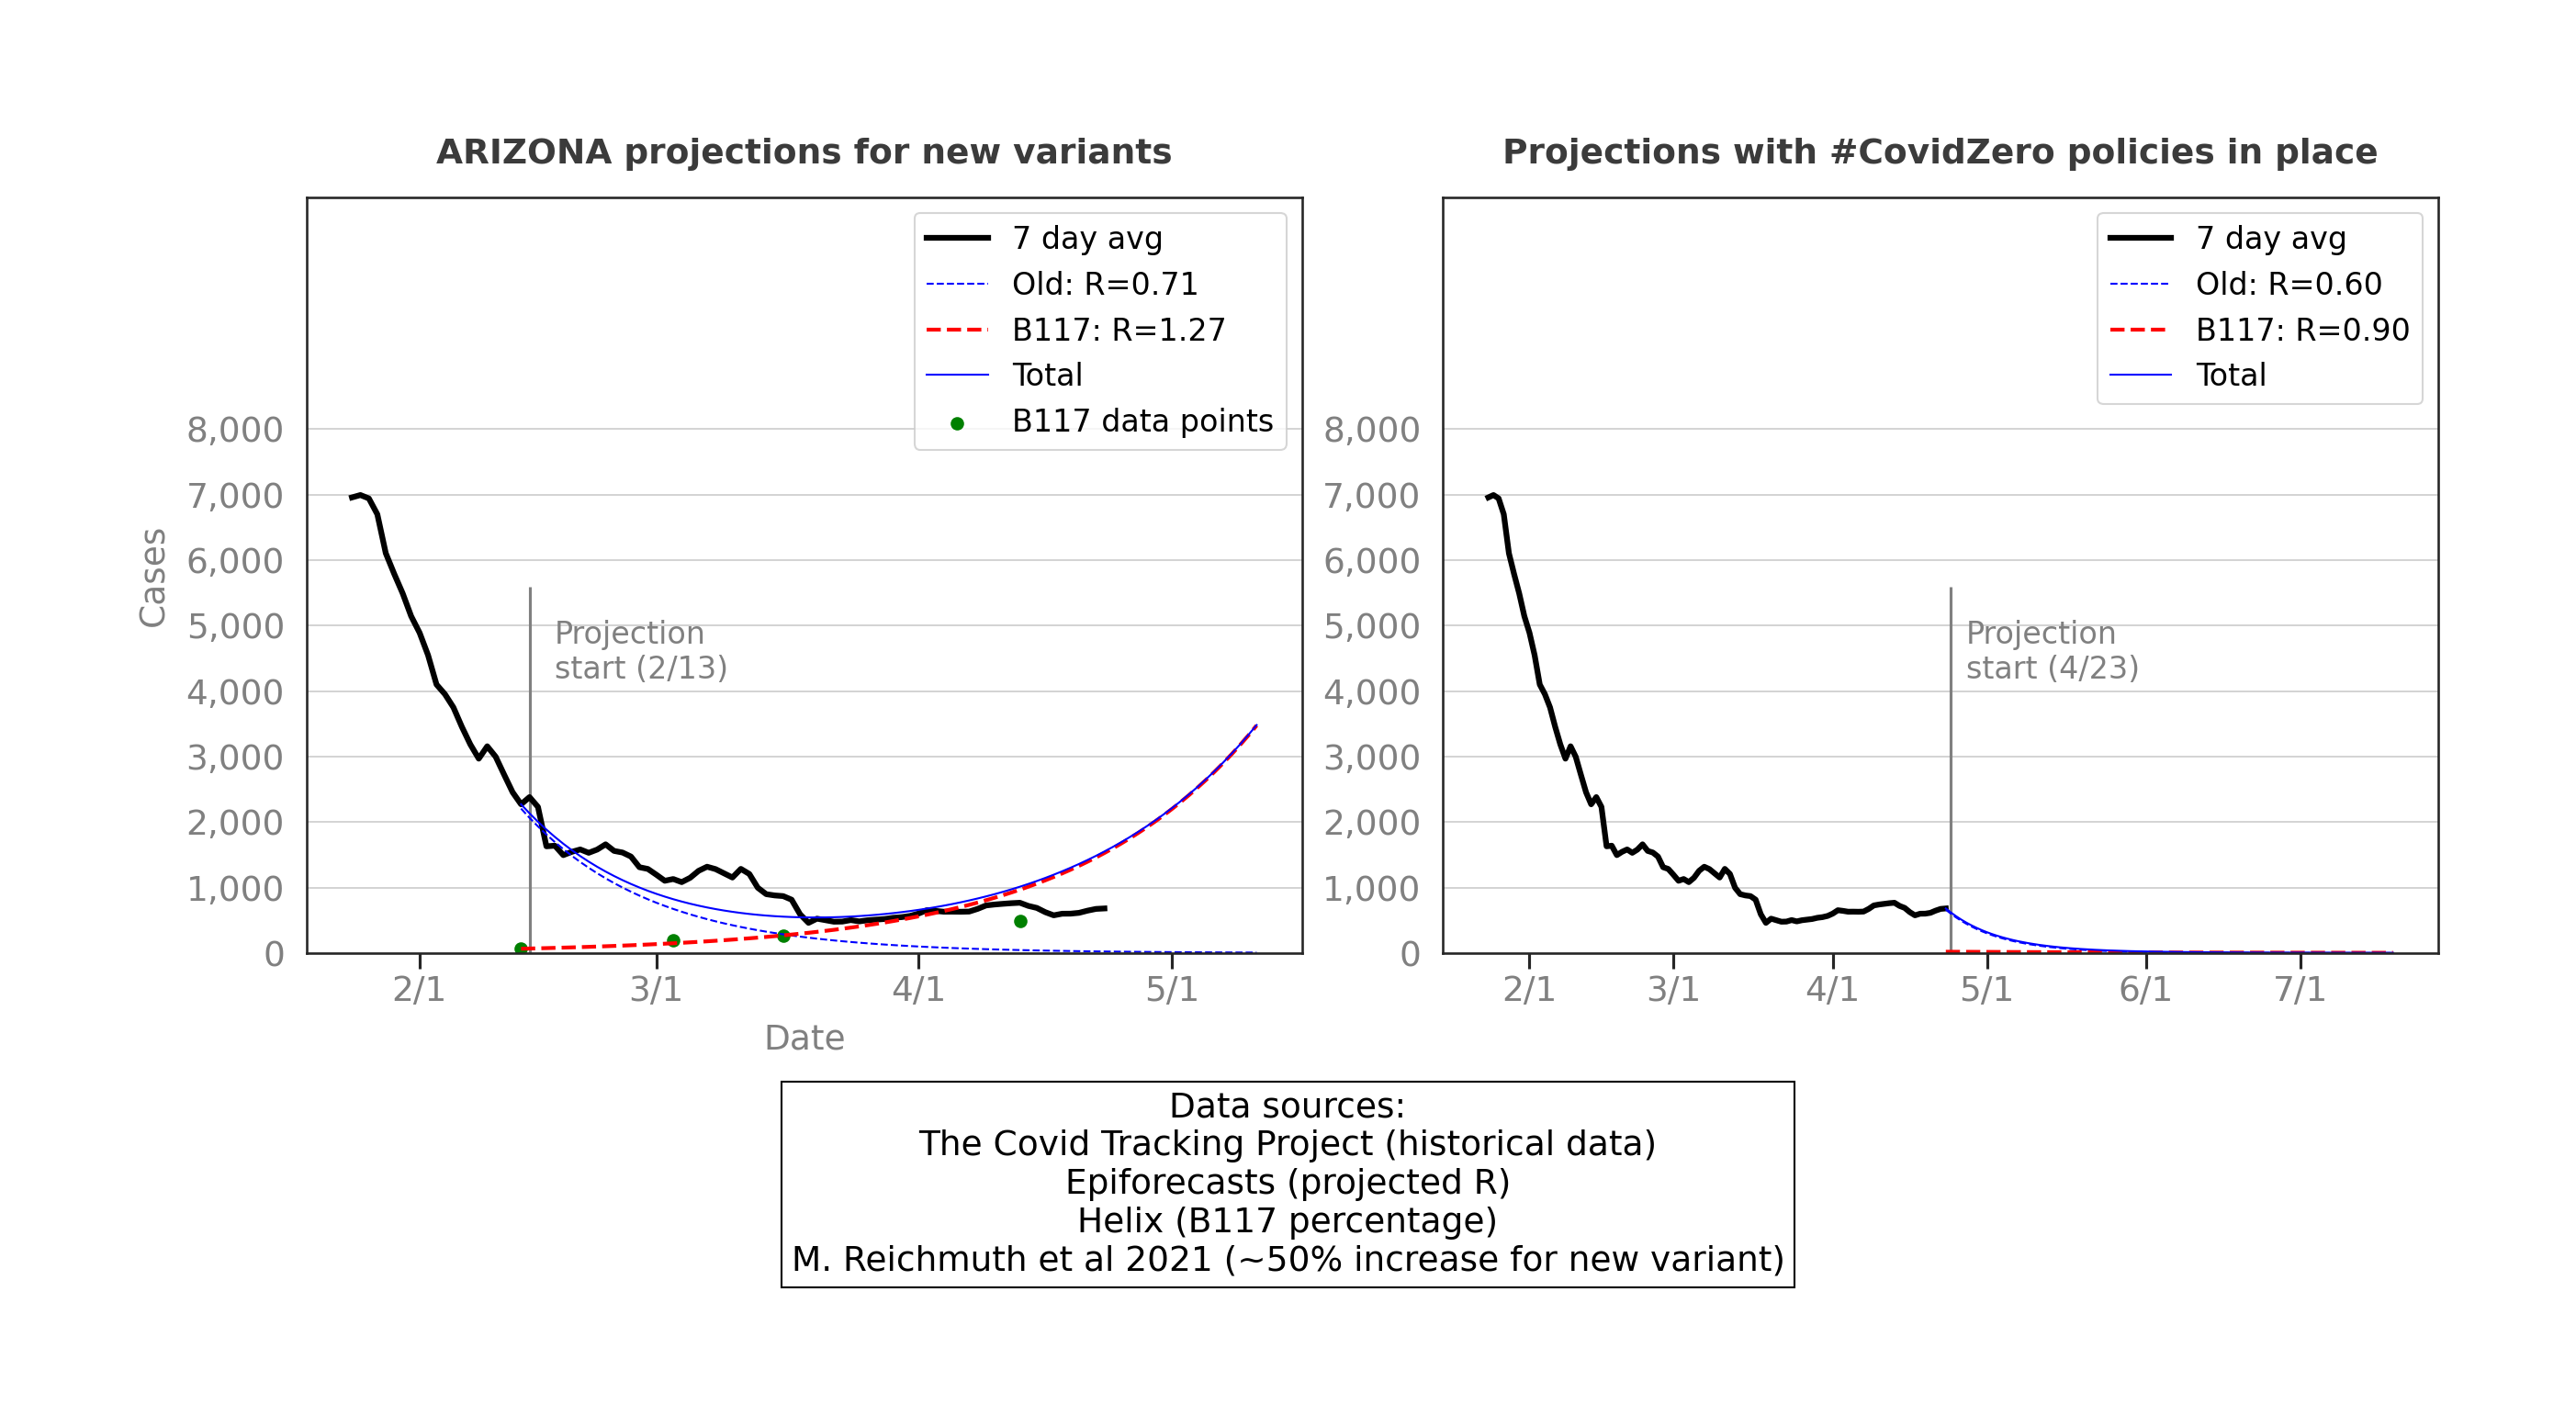 ARIZONA projections for new variants
7 day avg
Old: R=0.71
B117: R=1.27
Total
B117 data points
8,000
7,000
6,000
5,000
4,000
3,000
2,000
1,000
0
Cases
Projection
start (2/13)
2/1
3/1
4/1
5/1
Date
Projections with #CovidZero policies in place
7 day avg
Old: R=0.60
B117: R=0.90
Total
8,000
7,000
6,000
5,000
4,000
3,000
2,000
1,000
0
Projection
start (4/23)
2/1
3/1
4/1
5/1
6/1
7/1
Data sources:
The Covid Tracking Project (historical data)
Epiforecasts (projected R)
Helix (B117 percentage)
M. Reichmuth et al 2021 (~50% increase for new variant)